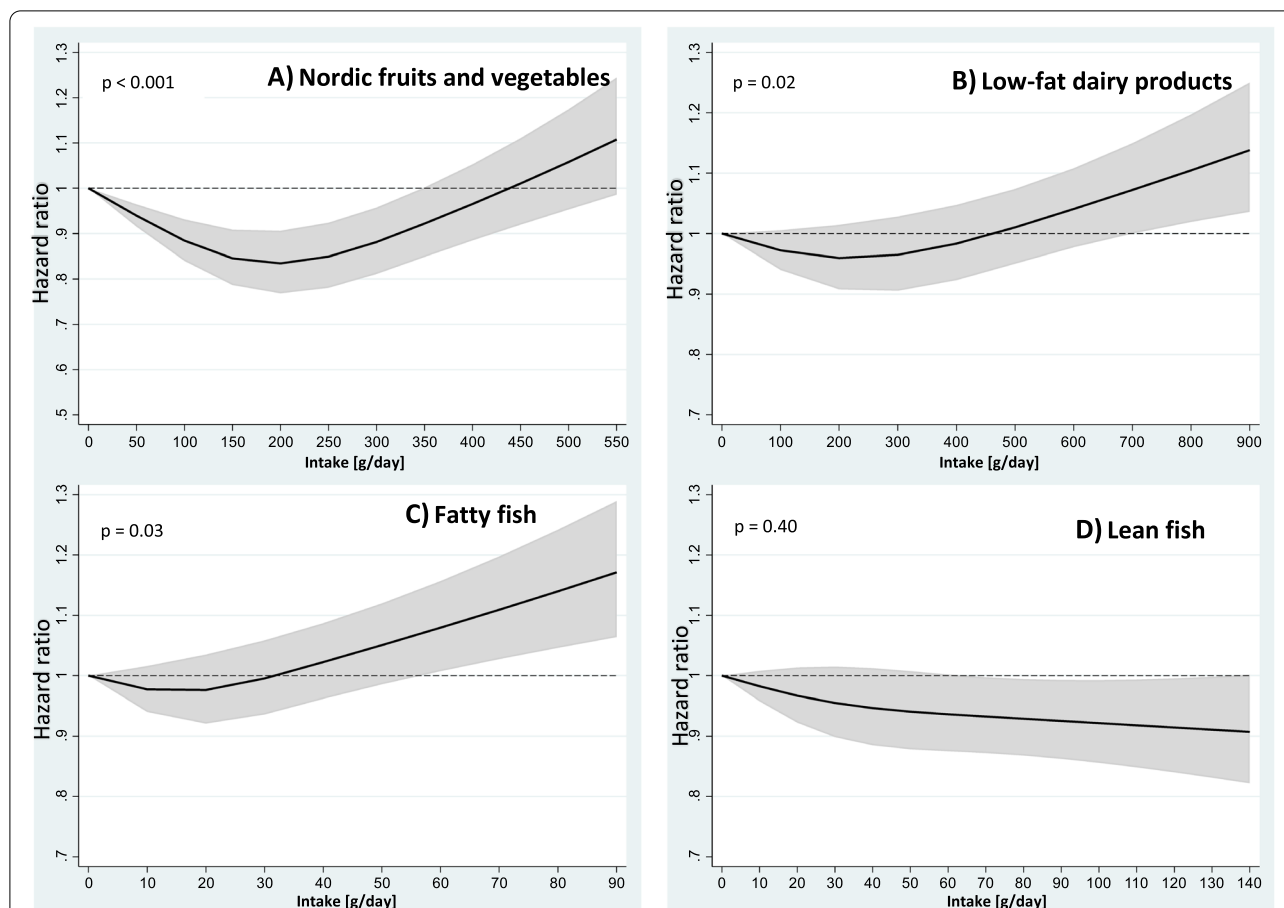 A) Nordic fruits and vegetables
p < 0.001
Hazard ratio
1.3
1.2
1.1
1
.9
.8
.7
.6
.5
0 50 100 150 200 250 300 350 400 450 500 550
Intake [g/day]
B) Low-fat dairy products
p = 0.02
Hazard ratio
1.3
1.2
1.1
1
.9
.8
.7
0 100 200 300 400 500 600 700 800 900
Intake [g/day]
C) Fatty fish
p = 0.03
Hazard ratio
1.3
1.2
1.1
1
.9
.8
.7
0 10 20 30 40 50 60 70 80 90
Intake [g/day]
D) Lean fish
p = 0.40
Hazard ratio
1.3
1.2
1.1
1
.9
.8
.7
0 10 20 30 40 50 60 70 80 90 100 110 120 130 140
Intake [g/day]